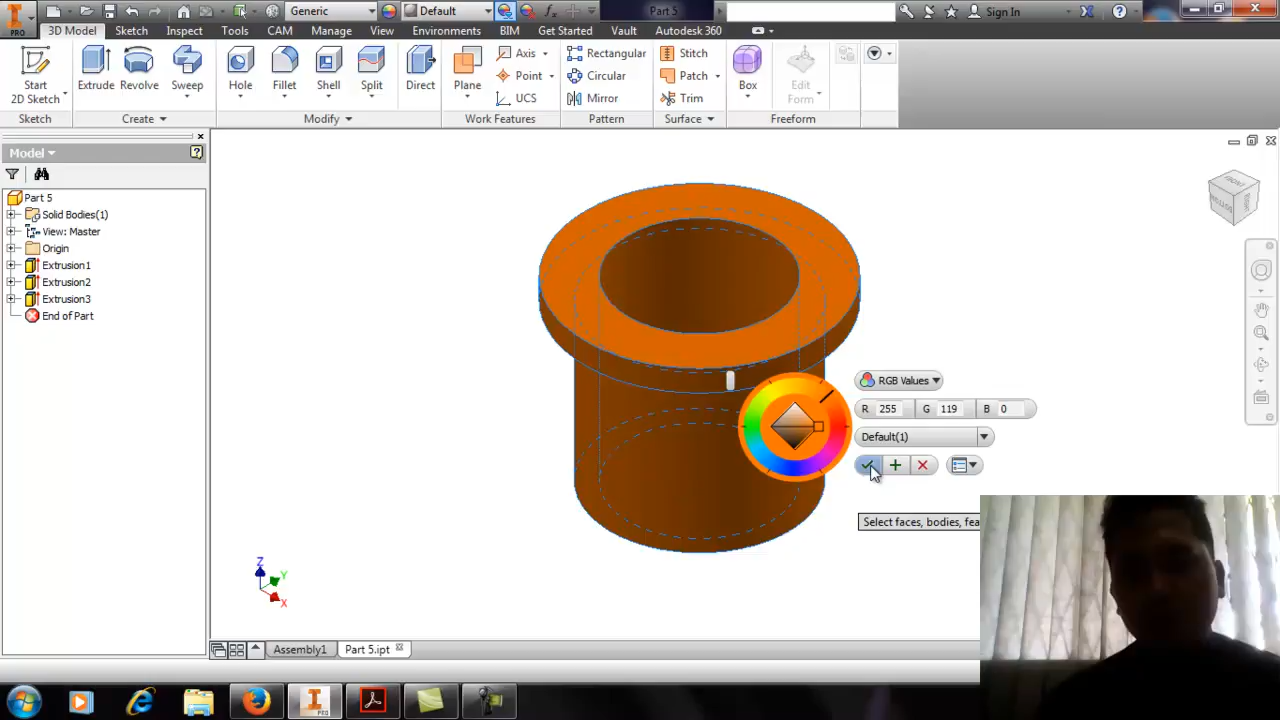 Generic
Default
Part 5
Sign In
PRO
3D Model Sketch Inspect Tools CAM Manage View Environments BIM Get Started Vault Autodesk 360
Start
2D Sketch
Extrude Revolve Sweep
Hole Fillet Shell Split
Direct
Plane
Axis
Point
UCS
Rectangular
Circular
Mirror
Stitch
Patch
Trim
Box
Edit
Form
Sketch Create Modify Work Features Pattern Surface Freeform
Model
Part 5
Solid Bodies(1)
View: Master
Origin
Extrusion1
Extrusion2
Extrusion3
End of Part
RGB Values
R 255 G 119 B 0
Default(1)
Select faces, bodies, fea
Z
Y
X
Assembly1 Part 5.ipt
PRO